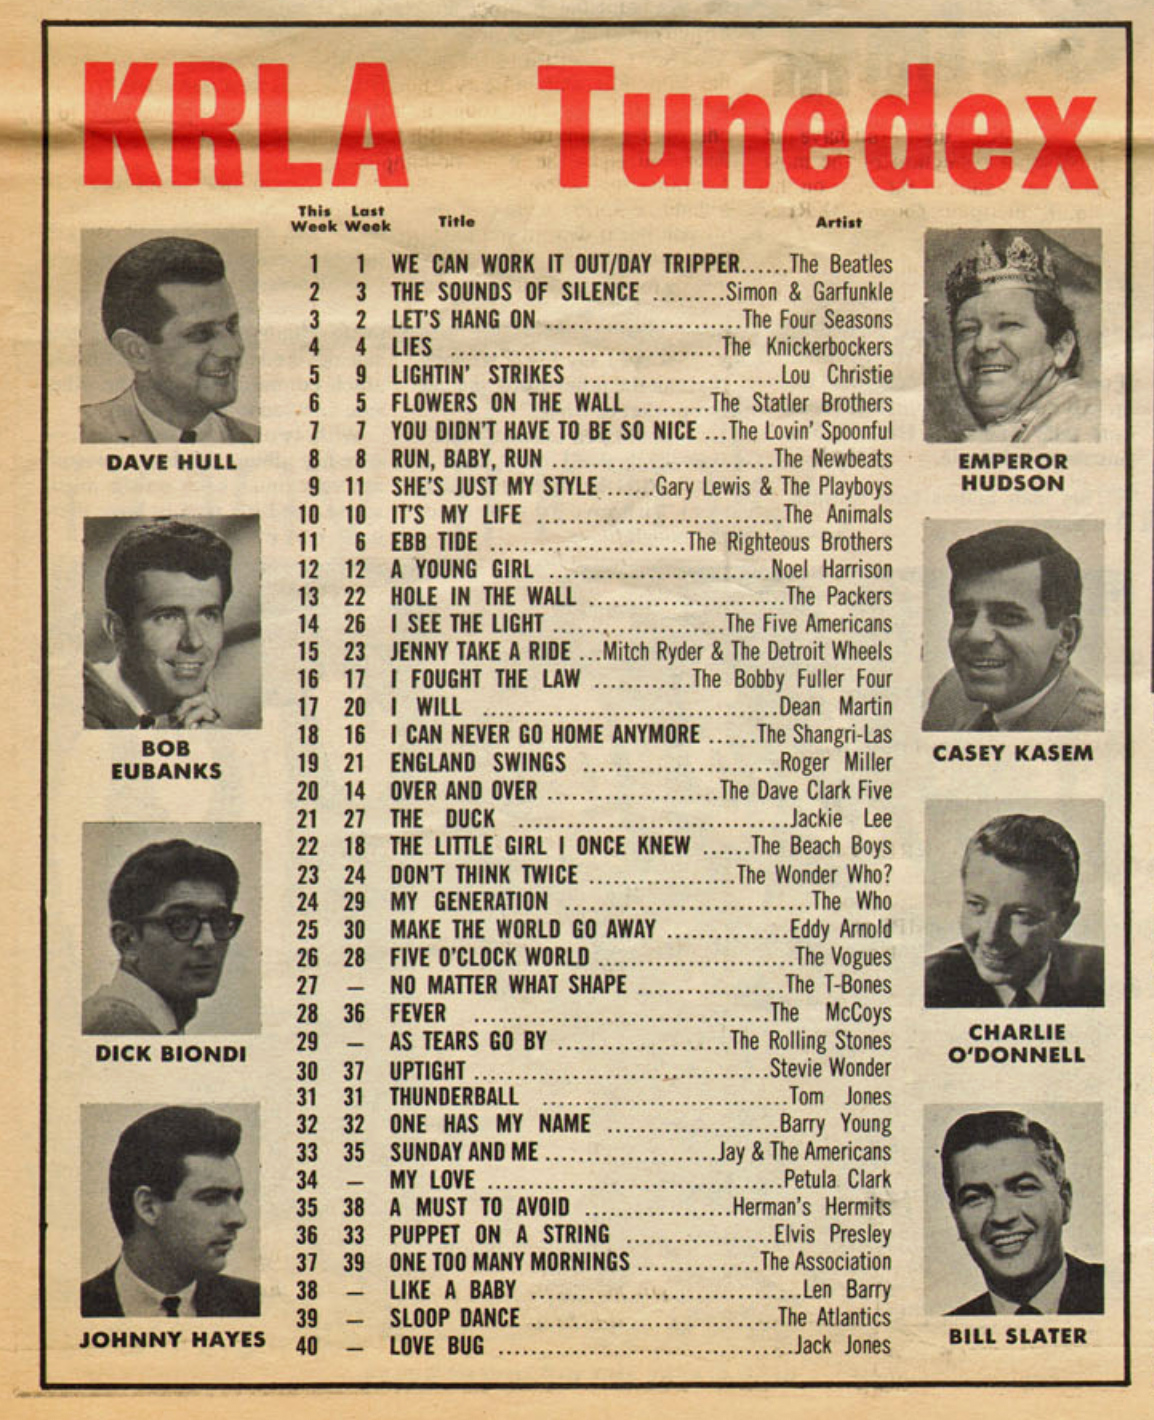 KRLA Tunedex
This Last
Week Week Title Artist
1 1 WE CAN WORK IT OUT/DAY TRIPPER......The Beatles
2 3 THE SOUNDS OF SILENCE .........Simon & Garfunkle
3 2 LET'S HANG ON .........................The Four Seasons
4 4 LIES ...................................The Knickerbockers
5 9 LIGHTIN' STRIKES .........................Lou Christie
6 5 FLOWERS ON THE WALL .........The Statler Brothers
7 7 YOU DIDN'T HAVE TO BE SO NICE ...The Lovin' Spoonful
8 8 RUN, BABY, RUN ............................The Newbeats
9 11 SHE'S JUST MY STYLE ......Gary Lewis & The Playboys
10 10 IT'S MY LIFE ...............................The Animals
11 6 EBB TIDE .........................The Righteous Brothers
12 12 A YOUNG GIRL ............................Noel Harrison
13 22 HOLE IN THE WALL .........................The Packers
14 26 I SEE THE LIGHT ......................The Five Americans
15 23 JENNY TAKE A RIDE ...Mitch Ryder & The Detroit Wheels
16 17 I FOUGHT THE LAW ............The Bobby Fuller Four
17 20 I WILL ......................................Dean Martin
18 16 I CAN NEVER GO HOME ANYMORE ......The Shangri-Las
19 21 ENGLAND SWINGS .........................Roger Miller
20 14 OVER AND OVER ......................The Dave Clark Five
21 27 THE DUCK ...................................Jackie Lee
22 18 THE LITTLE GIRL I ONCE KNEW ......The Beach Boys
23 24 DON'T THINK TWICE ...................The Wonder Who?
24 29 MY GENERATION ...............................The Who
25 30 MAKE THE WORLD GO AWAY ................Eddy Arnold
26 28 FIVE O'CLOCK WORLD .........................The Vogues
27 – NO MATTER WHAT SHAPE ...................The T-Bones
28 36 FEVER ......................................The McCoys
29 – AS TEARS GO BY ......................The Rolling Stones
30 37 UPTIGHT ......................................Stevie Wonder
31 31 THUNDERBALL ...............................Tom Jones
32 32 ONE HAS MY NAME ......................Barry Young
33 35 SUNDAY AND ME ......................Jay & The Americans
34 – MY LOVE ......................................Petula Clark
35 38 A MUST TO AVOID ...................Herman's Hermits
36 33 PUPPET ON A STRING ...................Elvis Presley
37 39 ONE TOO MANY MORNINGS ................The Association
38 – LIKE A BABY ...................................Len Barry
39 – SLOOP DANCE ...............................The Atlantics
40 – LOVE BUG ......................................Jack Jones
DAVE HULL
BOB
EUBANKS
DICK BIONDI
JOHNNY HAYES
EMPEROR
HUDSON
CASEY KASEM
CHARLIE
O'DONNELL
BILL SLATER